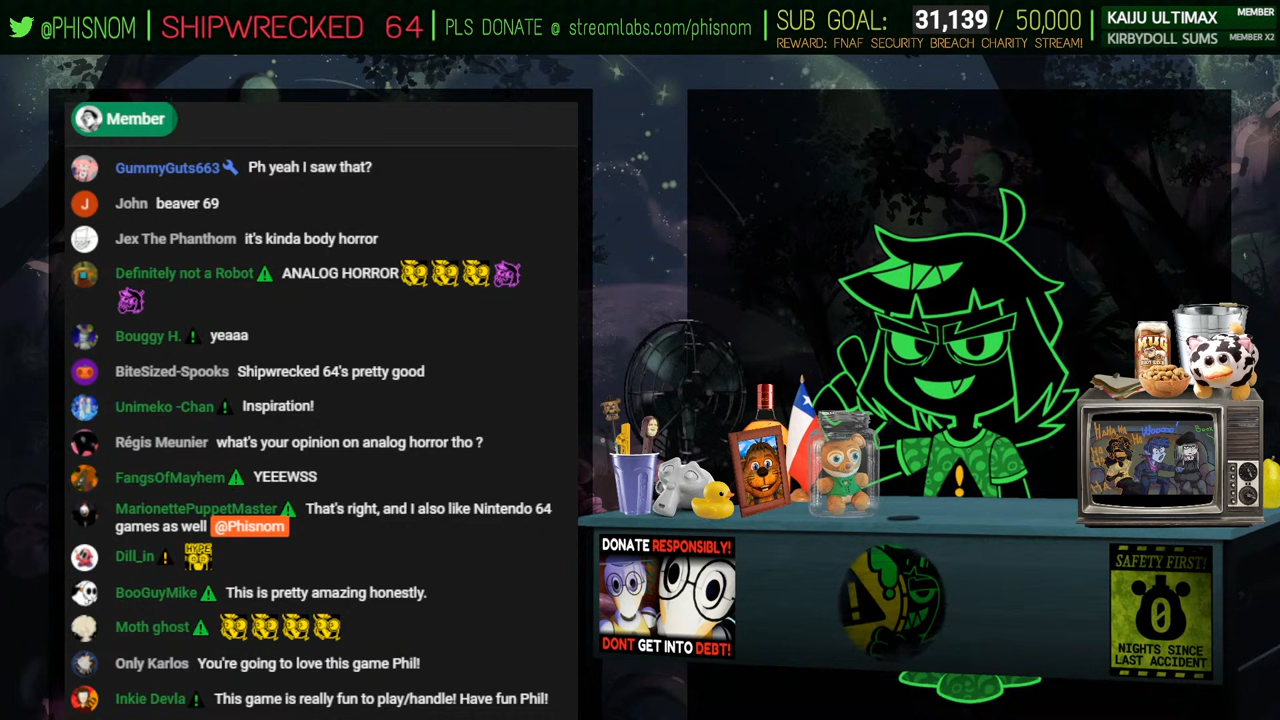 @PHISNOM | SHIPWRECKED 64 | PLS DONATE @ streamlabs.com/phisnom | SUB GOAL: 31,139 / 50,000
REWARD: FNAF SECURITY BREACH CHARITY STREAM!
KAIJU ULTIMAX MEMBER
KIRBYDOLL SUMS MEMBER X2
Member
GummyGuts663 Ph yeah I saw that?
J John beaver 69
Jex The Phanthom it's kinda body horror
Definitely not a Robot ANALOG HORROR
Bouggy H. yeaaa
BiteSized-Spooks Shipwrecked 64's pretty good
Unimeko -Chan Inspiration!
Régis Meunier what's your opinion on analog horror tho ?
FangsOfMayhem YEEEWSS
MarionettePuppetMaster That's right, and I also like Nintendo 64
games as well @Phisnom
Dill_in HYPE
BooGuyMike This is pretty amazing honestly.
Moth ghost
Only Karlos You're going to love this game Phil!
Inkie Devla This game is really fun to play/handle! Have fun Phil!
MUG
HAHAHA
Wooooo!
DONATE RESPONSIBLY!
DONT GET INTO DEBT!
SAFETY FIRST!
0
NIGHTS SINCE
LAST ACCIDENT